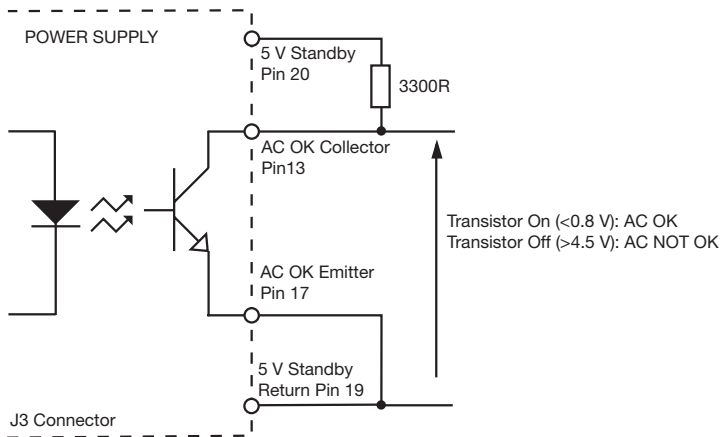 POWER SUPPLY
5 V Standby
Pin 20
3300R
AC OK Collector
Pin13
Transistor On (<0.8 V): AC OK
Transistor Off (>4.5 V): AC NOT OK
AC OK Emitter
Pin 17
5 V Standby
Return Pin 19
J3 Connector